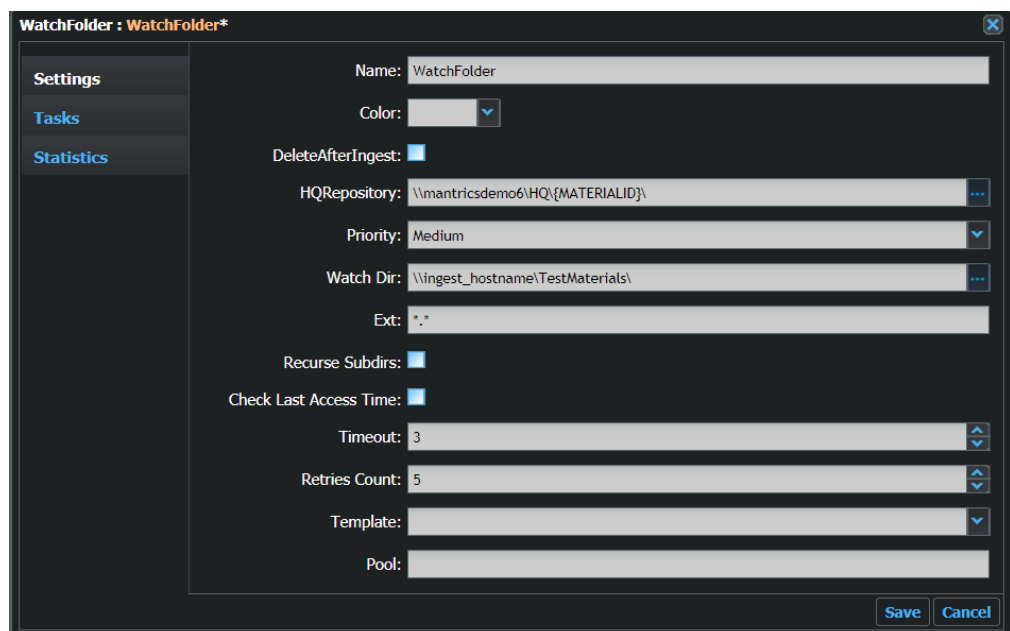 WatchFolder : WatchFolder*
Settings
Tasks
Statistics
Name: WatchFolder
Color:
DeleteAfterIngest:
HQRepository: \\mantricsdemo6\HQ\{MATERIALID}\
Priority: Medium
Watch Dir: \\ingest_hostname\TestMaterials\
Ext: *.*
Recurse Subdirs:
Check Last Access Time:
Timeout: 3
Retries Count: 5
Template:
Pool:
Save Cancel